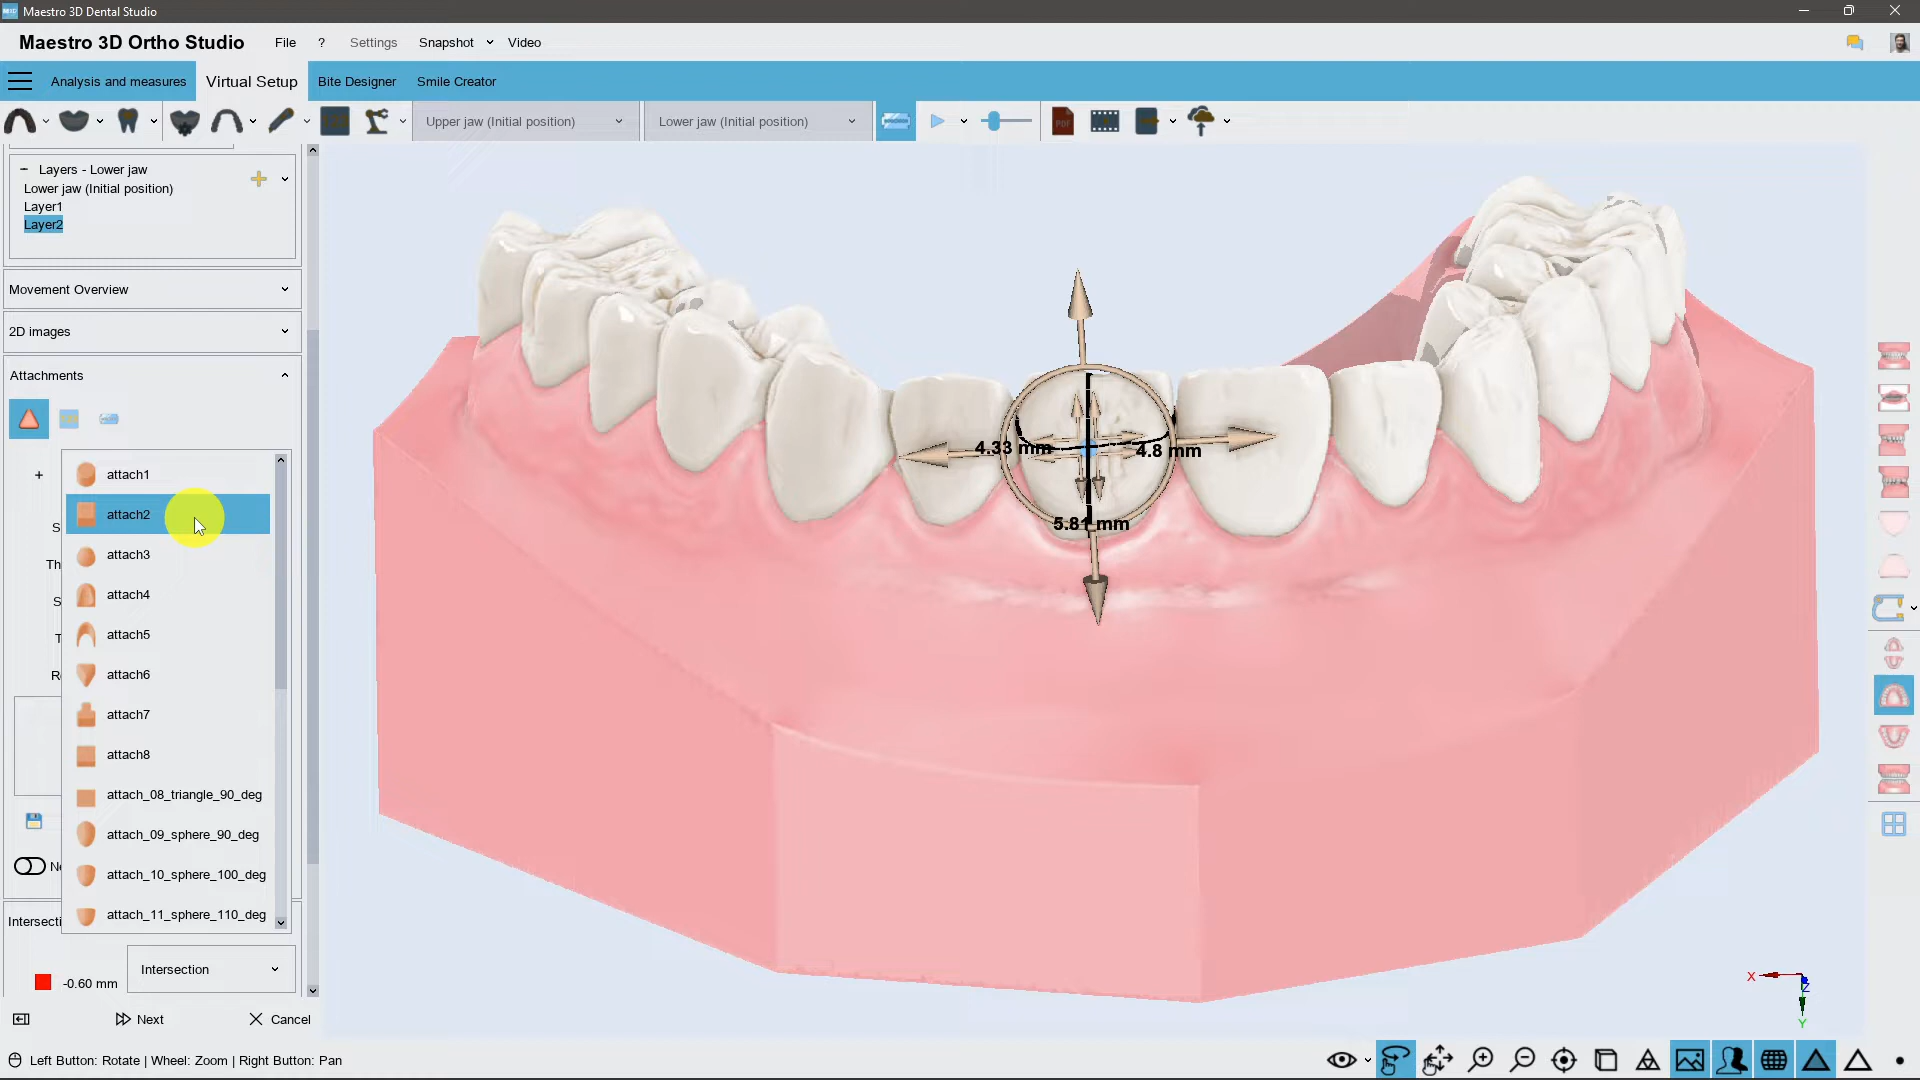 Maestro 3D Dental Studio
Maestro 3D Ortho Studio File ? Settings Snapshot Video
Analysis and measures Virtual Setup Bite Designer Smile Creator
Upper jaw (Initial position) Lower jaw (Initial position)
PDF
Layers - Lower jaw
Lower jaw (Initial position)
Layer1
Layer2
Movement Overview
2D images
Attachments
attach1
attach2
S
attach3
Th
attach4
S
attach5
T
attach6
R
attach7
attach8
attach_08_triangle_90_deg
attach_09_sphere_90_deg
attach_10_sphere_100_deg
attach_11_sphere_110_deg
Intersecti
-0.60 mm Intersection
Next Cancel
Left Button: Rotate | Wheel: Zoom | Right Button: Pan
4.33 mm 4.8 mm
5.81 mm
X
Z
Y